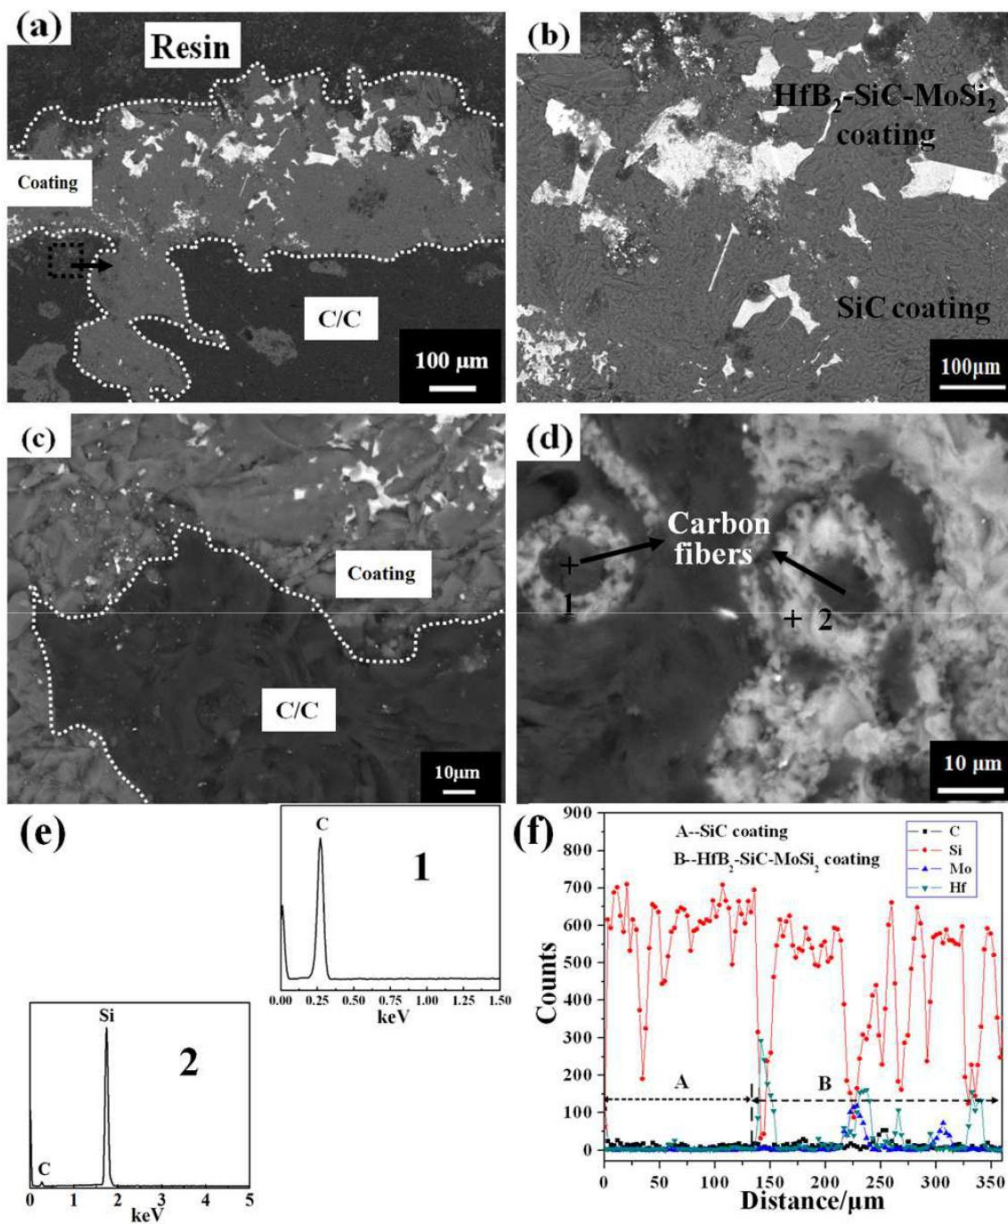 (a)
Resin
Coating
C/C
100 μm
(b)
HfB₂-SiC-MoSi₂
coating
SiC coating
100μm
(c)
Coating
C/C
10μm
(d)
Carbon
fibers
1
2
10 μm
(e)
C
1
0.00 0.25 0.50 0.75 1.00 1.25 1.50
keV
Si
2
C
0 1 2 3 4 5
keV
(f)
900
800
700
600
500
400
300
200
100
0
Counts
A--SiC coating
B--HfB₂-SiC-MoSi₂ coating
C
Si
Mo
Hf
A
B
0 50 100 150 200 250 300 350
Distance/μm